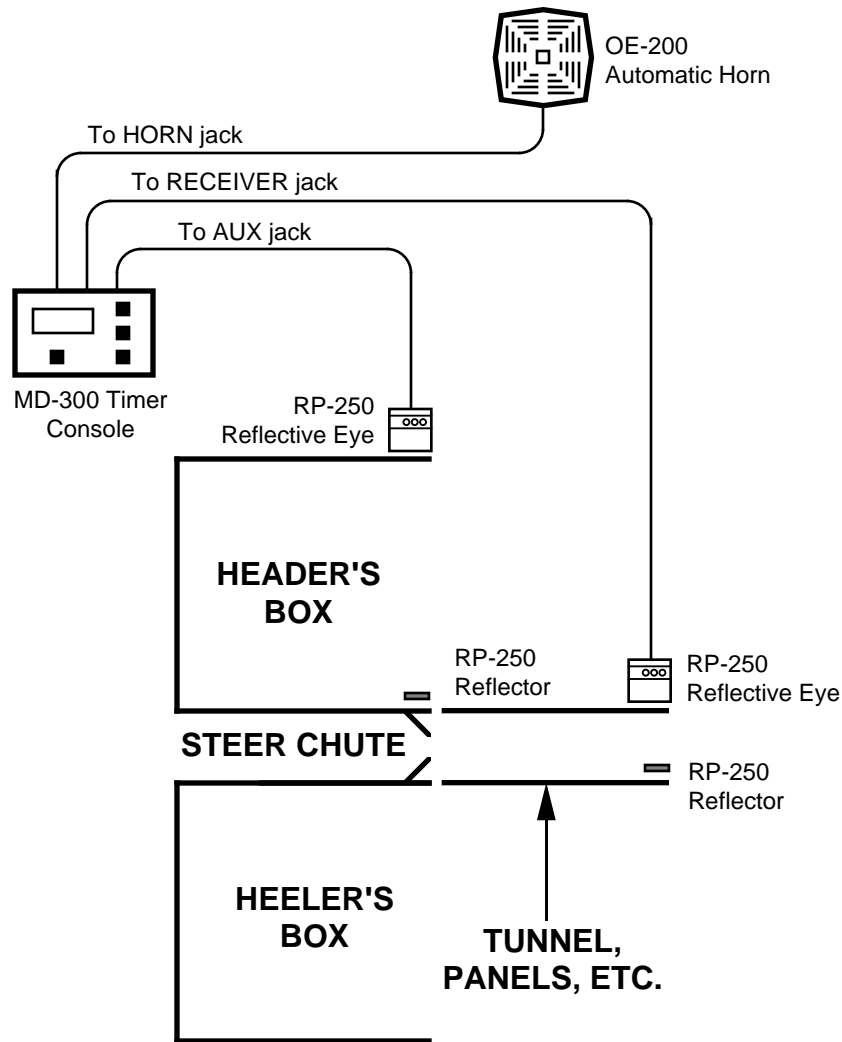 OE-200
Automatic Horn
To HORN jack
To RECEIVER jack
To AUX jack
MD-300 Timer
Console
RP-250
Reflective Eye
HEADER'S
BOX
RP-250
Reflector
RP-250
Reflective Eye
STEER CHUTE
RP-250
Reflector
HEELER'S
BOX
TUNNEL,
PANELS, ETC.